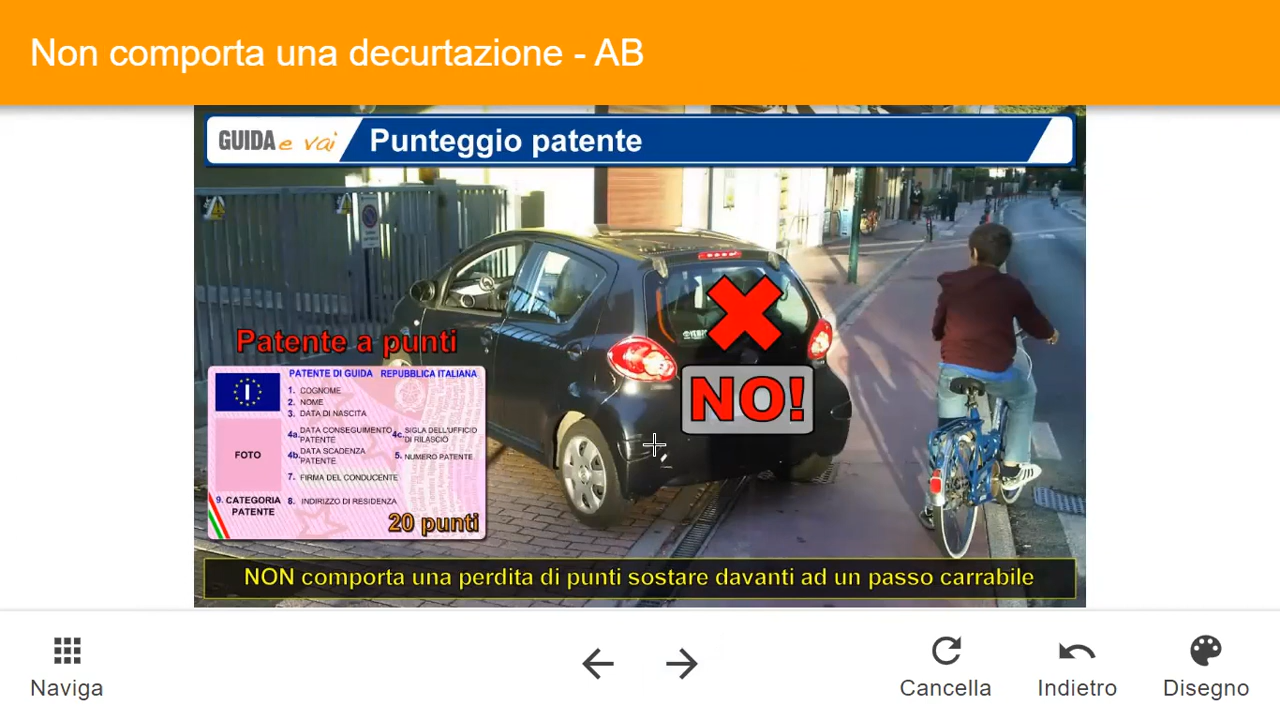 Non comporta una decurtazione - AB
GUIDA e vai
Punteggio patente
Patente a punti
PATENTE DI GUIDA REPUBBLICA ITALIANA
I
1. COGNOME
2. NOME
3. DATA DI NASCITA
4a. DATA CONSEGUIMENTO PATENTE
4c. SIGLA DELL'UFFICIO DI RILASCIO
4b. DATA SCADENZA PATENTE
5. NUMERO PATENTE
FOTO
7. FIRMA DEL CONDUCENTE
9. CATEGORIA PATENTE
8. INDIRIZZO DI RESIDENZA
20 punti
NO!
NON comporta una perdita di punti sostare davanti ad un passo carrabile
Naviga
Cancella
Indietro
Disegno